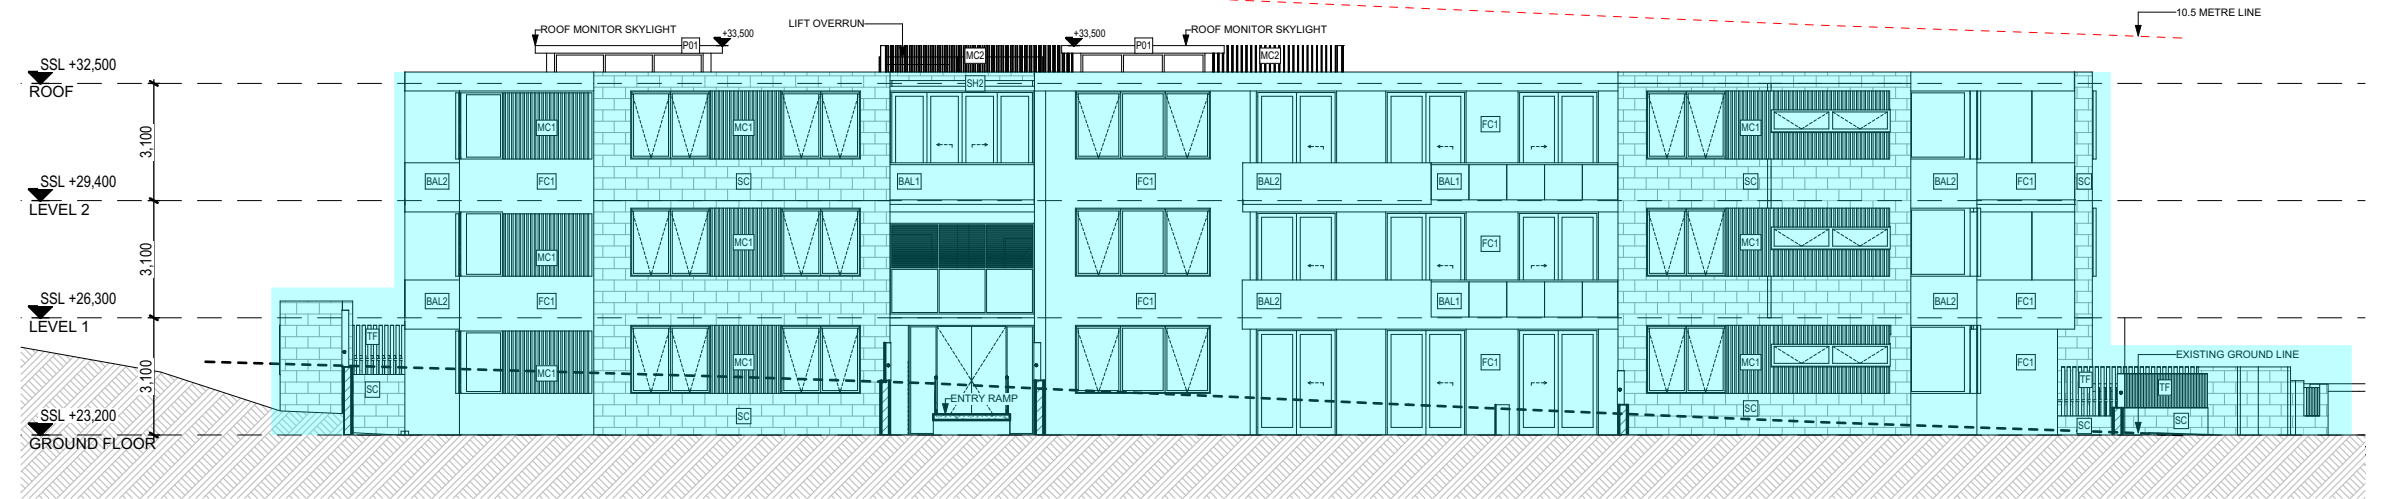 10.5 METRE LINE
ROOF MONITOR SKYLIGHT
LIFT OVERRUN
ROOF MONITOR SKYLIGHT
+33,500
+33,500
P01
P01
MC2
MC2
SSL +32,500
ROOF
SH2
3,100
MC1
MC1
FC1
MC1
SSL +29,400
LEVEL 2
BAL2
FC1
SC
BAL1
FC1
BAL2
BAL1
SC
BAL2
FC1
SC
3,100
MC1
MC1
FC1
MC1
SSL +26,300
LEVEL 1
BAL2
FC1
FC1
BAL2
BAL1
BAL2
FC1
3,100
TF
MC1
MC1
FC1
MC1
FC1
EXISTING GROUND LINE
SC
TF
TF
ENTRY RAMP
SC
SC
SC
SC
SSL +23,200
GROUND FLOOR